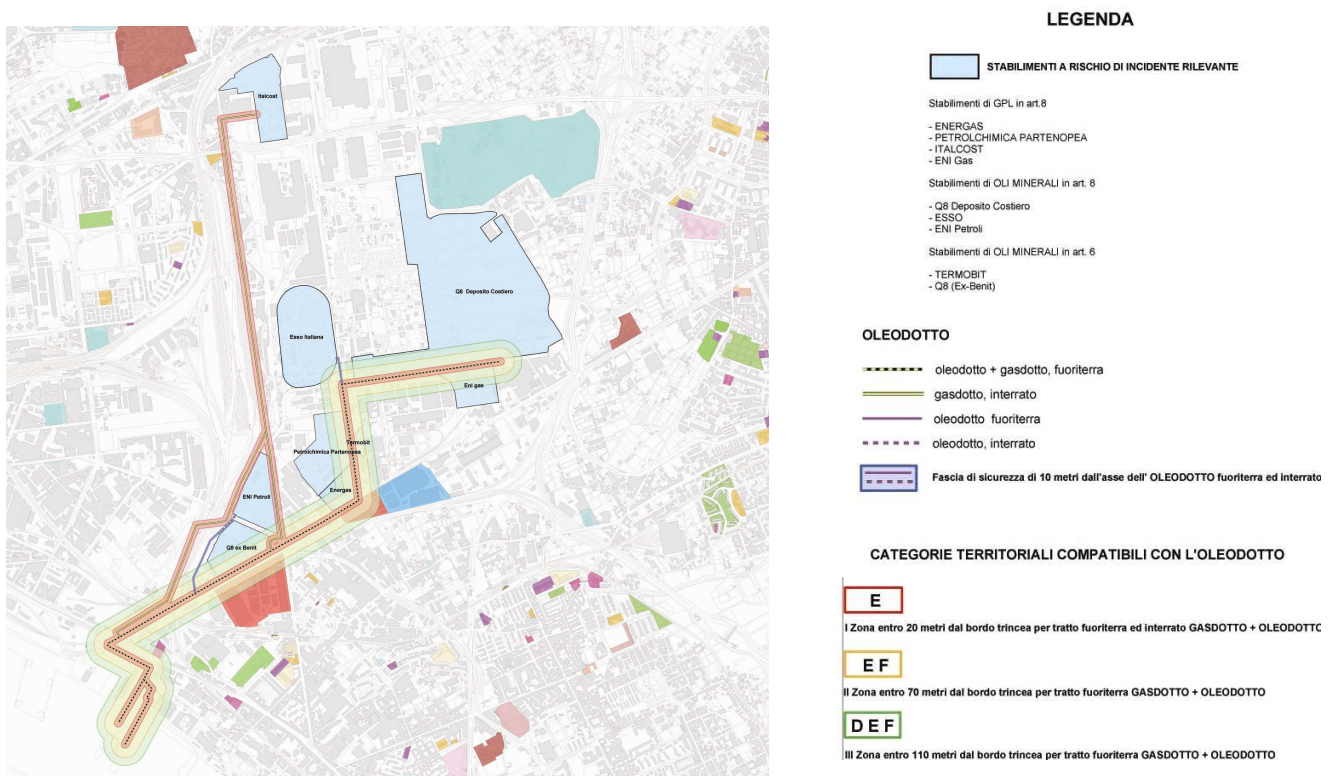 Italcost
Q8 Deposito Costiero
Esso Italiana
Eni gas
Termobit
Petrolchimica Partenopea
Energas
ENI Petroli
Q8 ex Benit
LEGENDA
STABILIMENTI A RISCHIO DI INCIDENTE RILEVANTE
Stabilimenti di GPL in art.8
- ENERGAS
- PETROLCHIMICA PARTENOPEA
- ITALCOST
- ENI Gas
Stabilimenti di OLI MINERALI in art. 8
- Q8 Deposito Costiero
- ESSO
- ENI Petroli
Stabilimenti di OLI MINERALI in art. 6
- TERMOBIT
- Q8 (Ex-Benit)
OLEODOTTO
oleodotto + gasdotto, fuoriterra
gasdotto, interrato
oleodotto fuoriterra
oleodotto, interrato
Fascia di sicurezza di 10 metri dall'asse dell' OLEODOTTO fuoriterra ed interrato
CATEGORIE TERRITORIALI COMPATIBILI CON L'OLEODOTTO
E
I Zona entro 20 metri dal bordo trincea per tratto fuoriterra ed interrato GASDOTTO + OLEODOTTO
E F
II Zona entro 70 metri dal bordo trincea per tratto fuoriterra GASDOTTO + OLEODOTTO
D E F
III Zona entro 110 metri dal bordo trincea per tratto fuoriterra GASDOTTO + OLEODOTTO